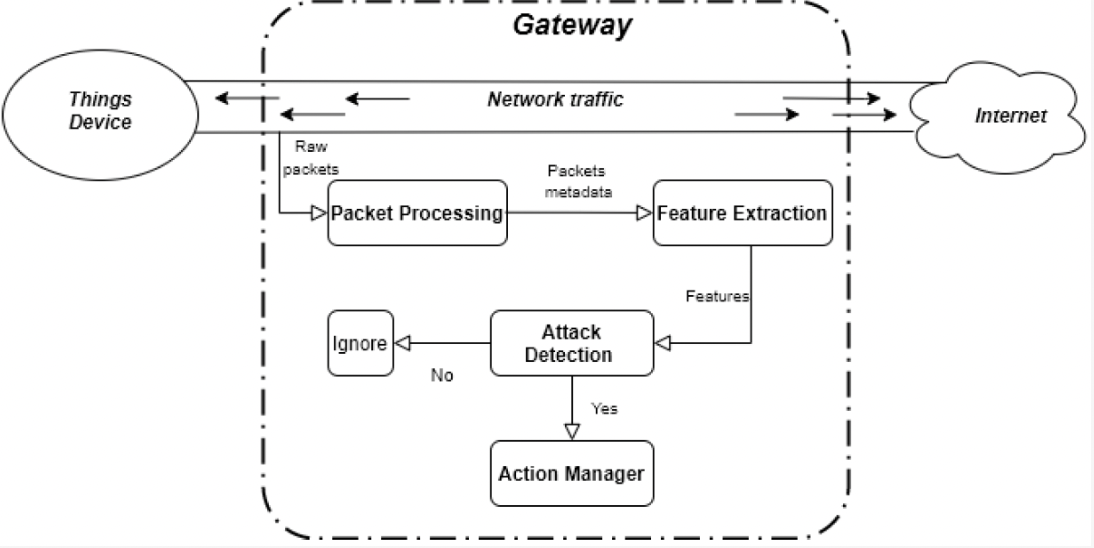 Gateway
Things
Device
Network traffic
Internet
Raw
packets
Packets
metadata
Packet Processing
Feature Extraction
Features
Attack
Detection
Ignore
No
Yes
Action Manager